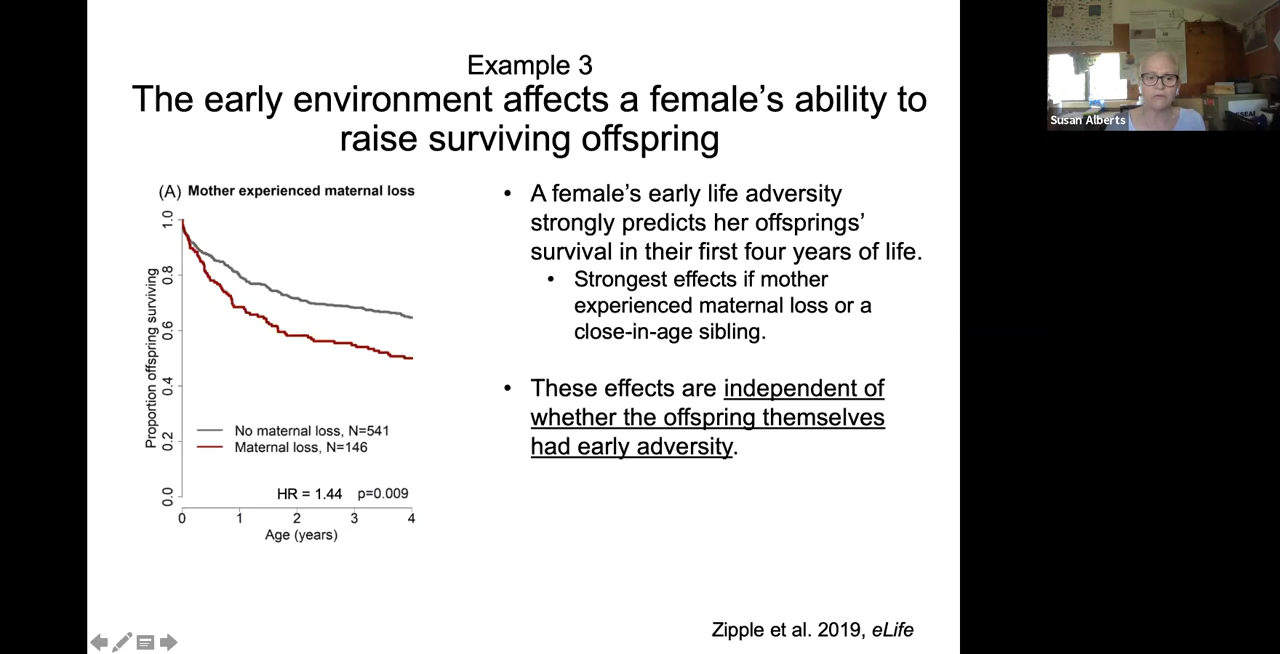 Example 3
The early environment affects a female's ability to
raise surviving offspring
(A) Mother experienced maternal loss
Proportion offspring surviving
1.0
0.8
0.6
0.4
0.2
0.0
No maternal loss, N=541
Maternal loss, N=146
HR = 1.44 p=0.009
0 1 2 3 4
Age (years)
• A female's early life adversity
strongly predicts her offsprings'
survival in their first four years of life.
• Strongest effects if mother
experienced maternal loss or a
close-in-age sibling.
• These effects are independent of
whether the offspring themselves
had early adversity.
Zipple et al. 2019, eLife
Susan Alberts